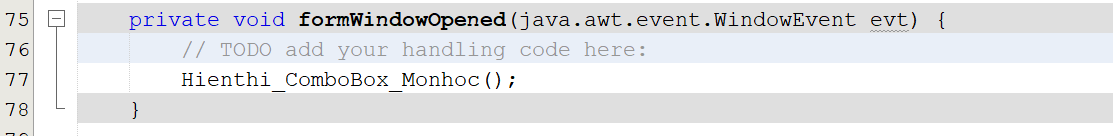 75 private void formWindowOpened(java.awt.event.WindowEvent evt) {
76 // TODO add your handling code here:
77 Hienthi_ComboBox_Monhoc();
78 }